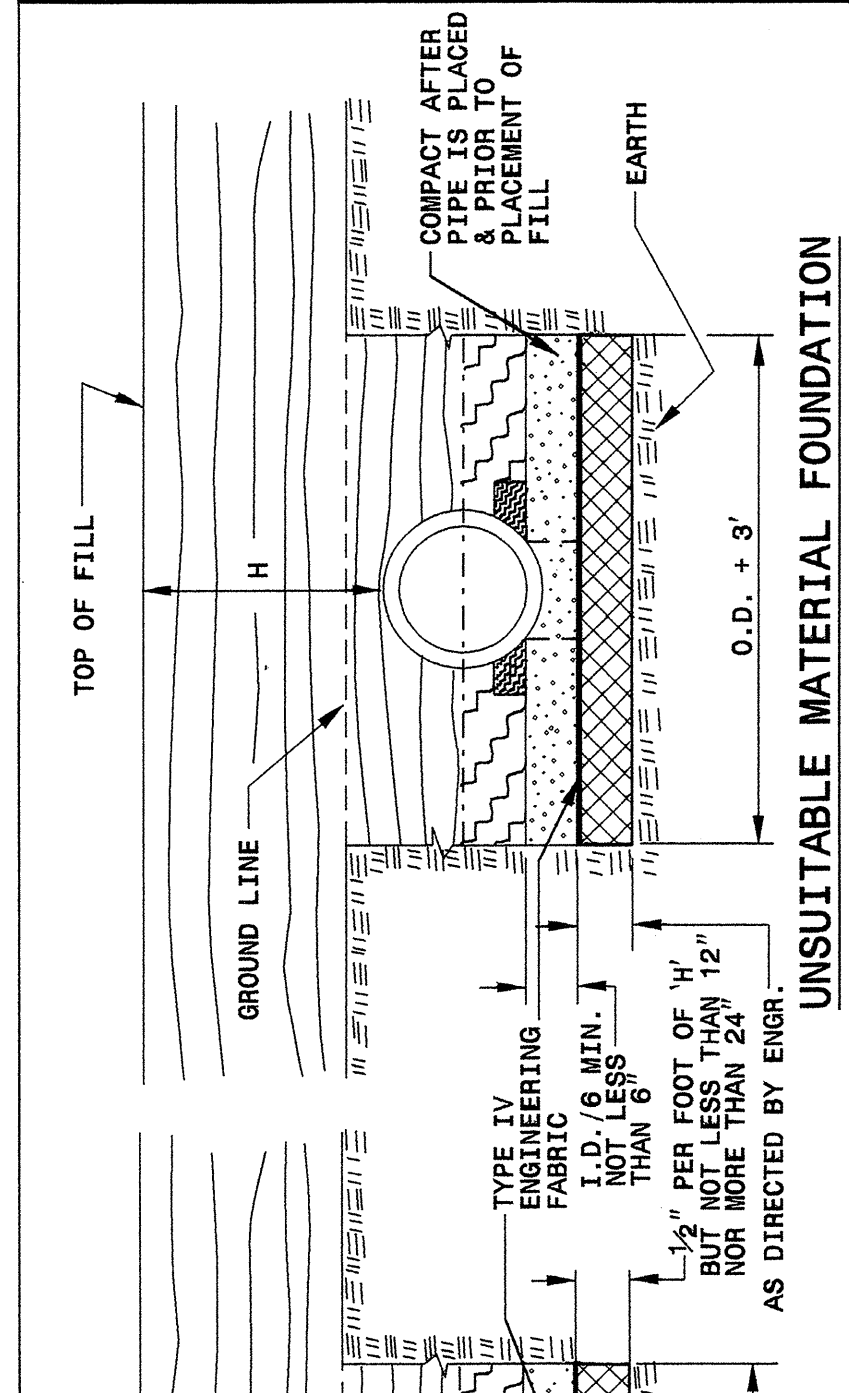 TOP OF FILL
H
GROUND LINE
COMPACT AFTER
PIPE IS PLACED
& PRIOR TO
PLACEMENT OF
FILL
EARTH
TYPE IV
ENGINEERING
FABRIC
I.D./6 MIN.
NOT LESS
THAN 6"
1/2" PER FOOT OF 'H'
BUT NOT LESS THAN 12"
NOR MORE THAN 24"
AS DIRECTED BY ENGR.
O.D. + 3'
UNSUITABLE MATERIAL FOUNDATION